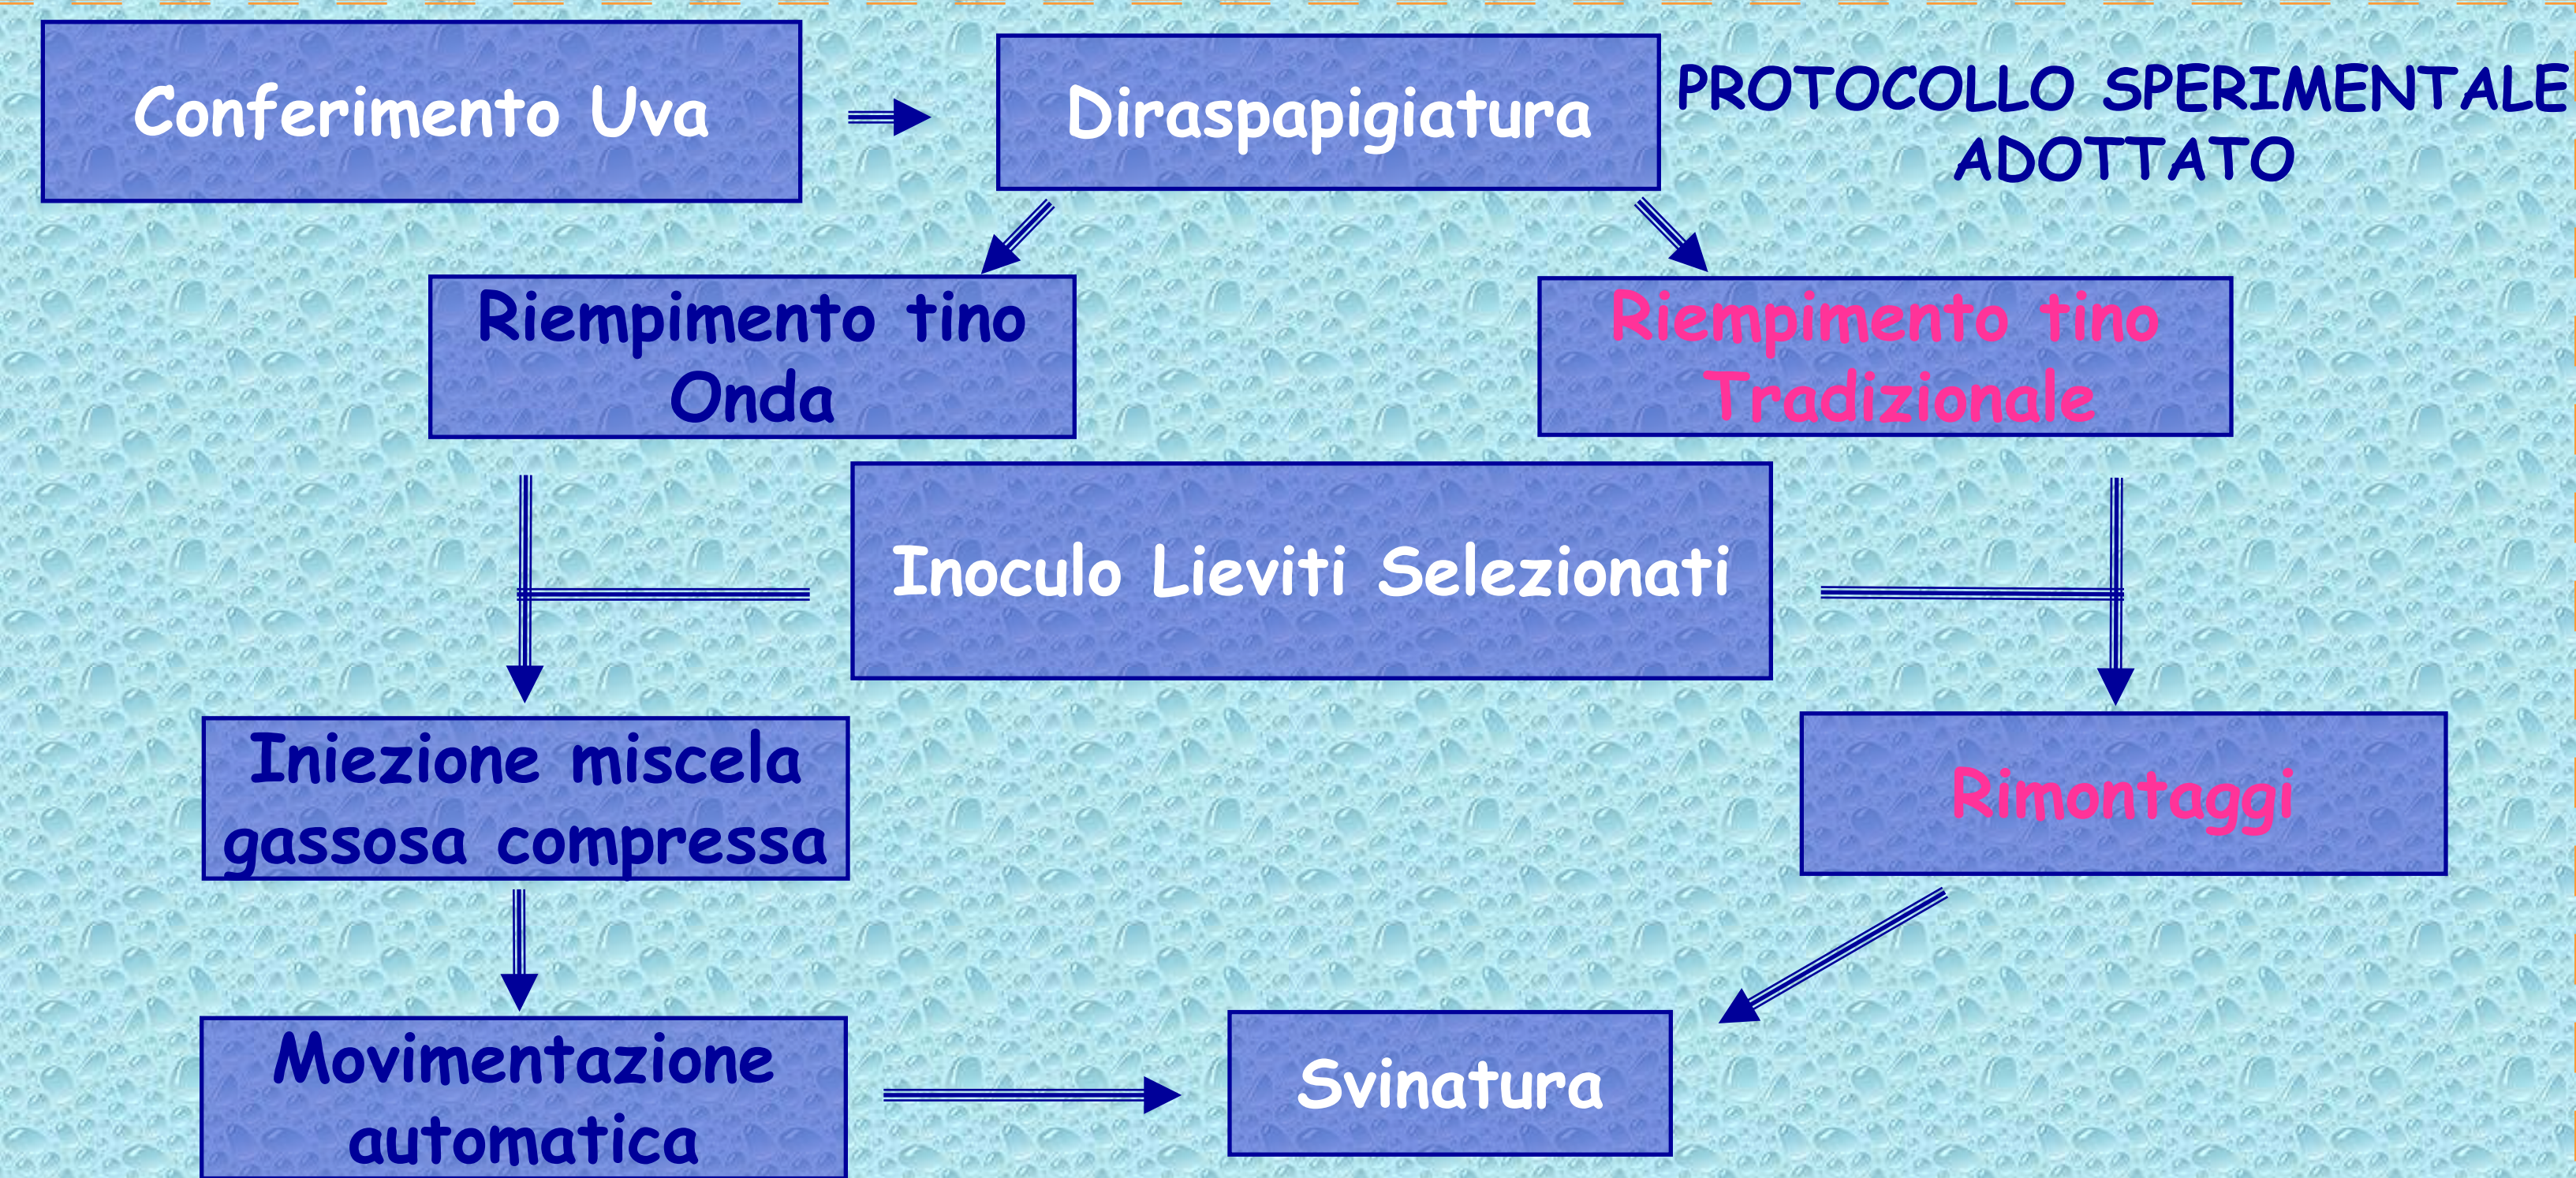 Conferimento Uva
Diraspapigiatura
PROTOCOLLO SPERIMENTALE
ADOTTATO
Riempimento tino
Onda
Riempimento tino
Tradizionale
Inoculo Lieviti Selezionati
Iniezione miscela
gassosa compressa
Rimontaggi
Movimentazione
automatica
Svinatura